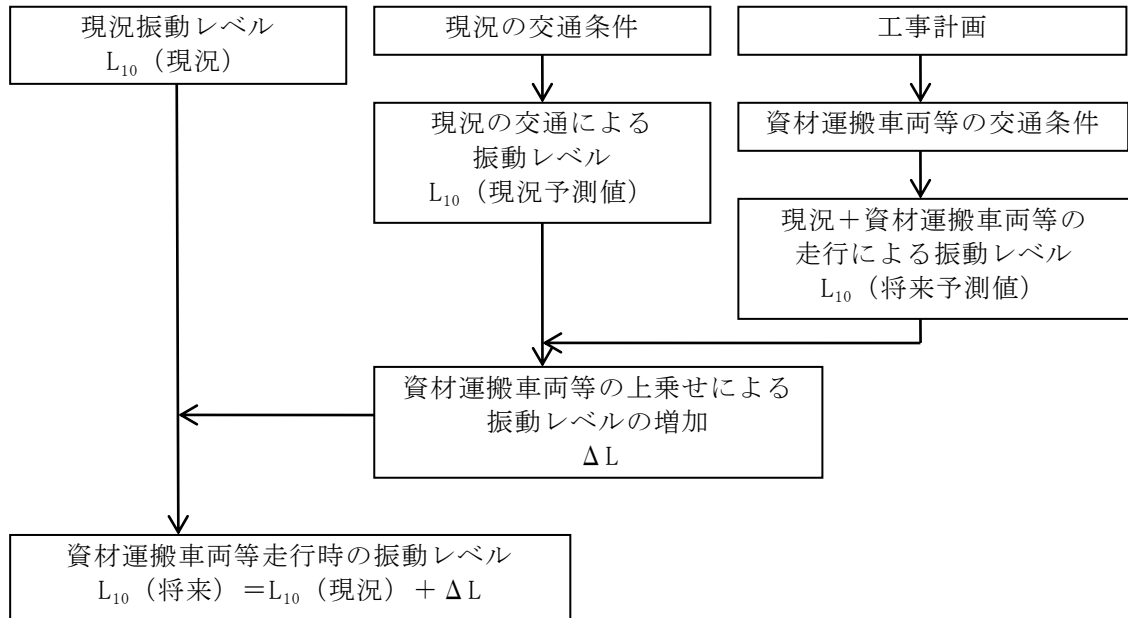 現況振動レベル
L₁₀（現況）
現況の交通条件
工事計画
現況の交通による
振動レベル
L₁₀（現況予測値）
資材運搬車両等の交通条件
現況＋資材運搬車両等の
走行による振動レベル
L₁₀（将来予測値）
資材運搬車両等の上乗せによる
振動レベルの増加
ΔL
資材運搬車両等走行時の振動レベル
L₁₀（将来）＝L₁₀（現況）＋ΔL